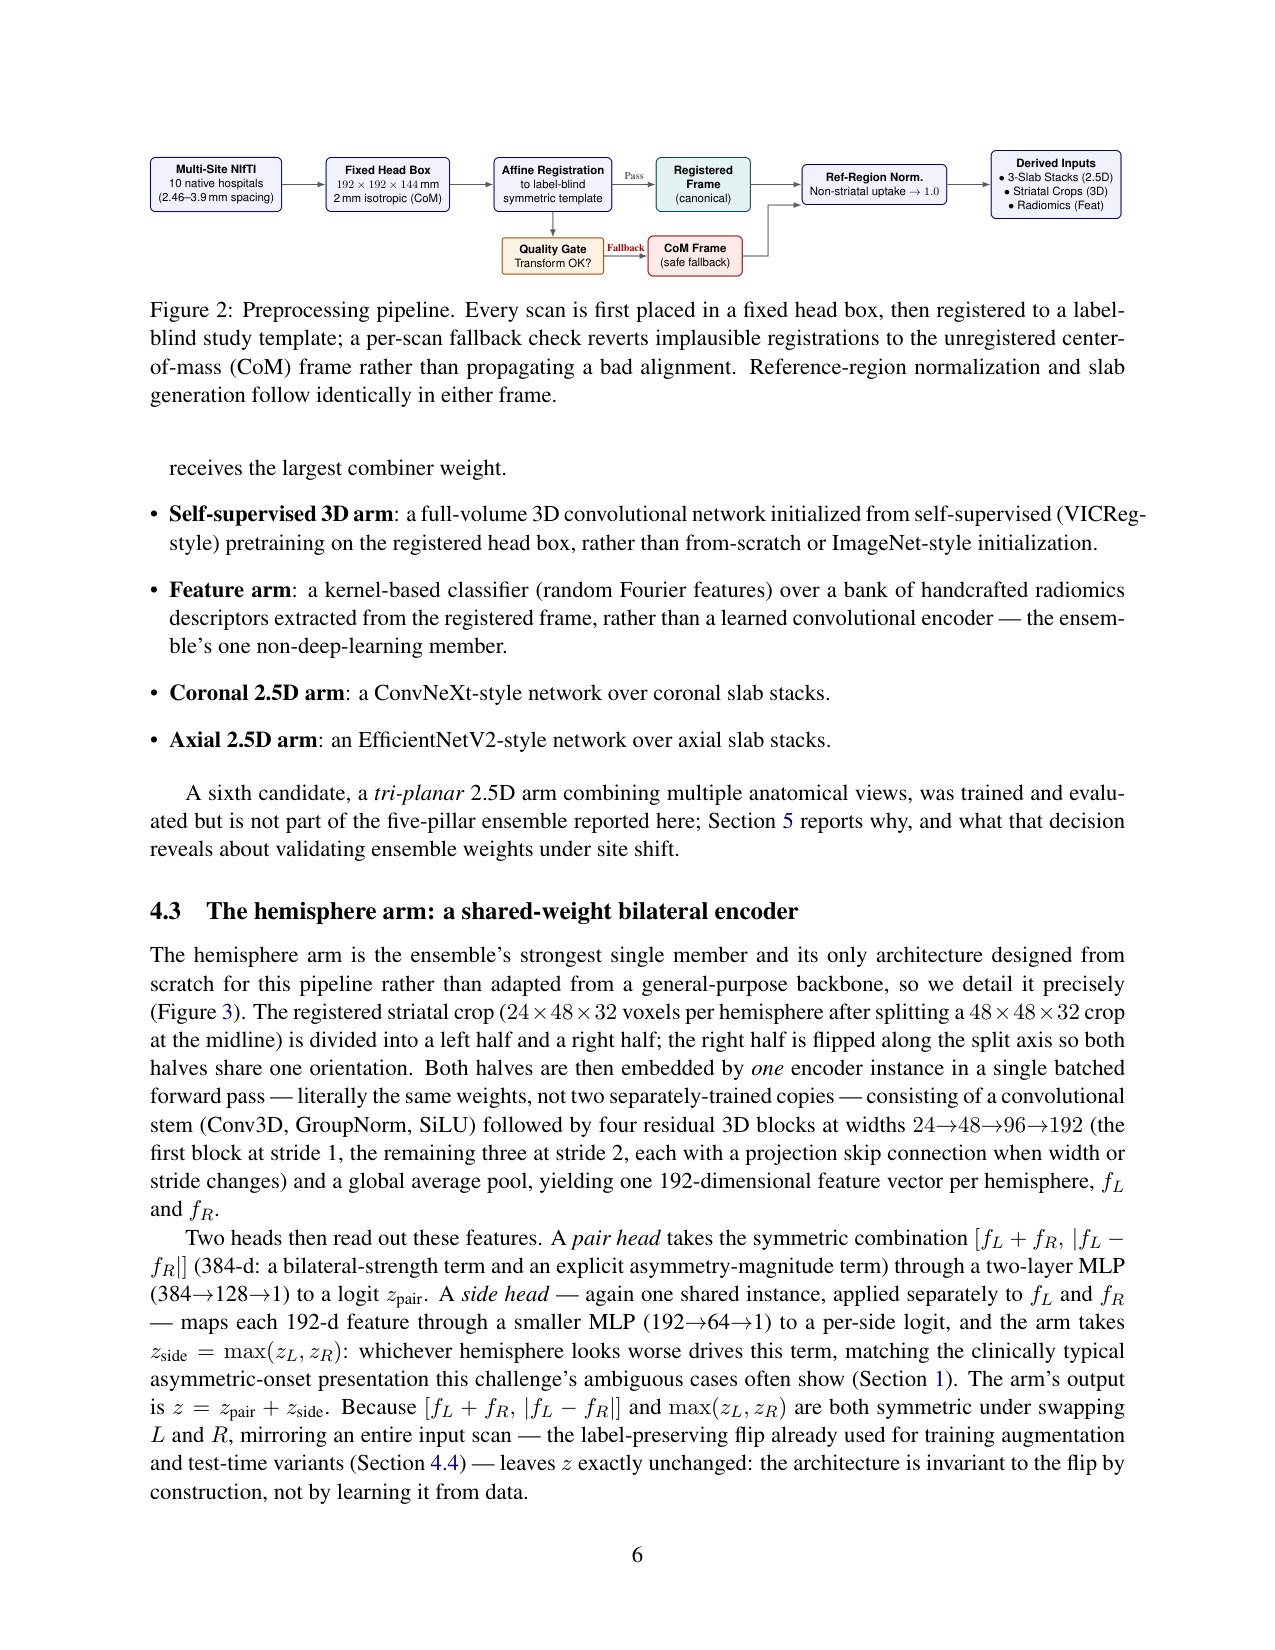 Multi-Site NIfTI
10 native hospitals
(2.46–3.9 mm spacing)
Fixed Head Box
192 × 192 × 144 mm
2 mm isotropic (CoM)
Affine Registration
to label-blind
symmetric template
Pass
Registered
Frame
(canonical)
Ref-Region Norm.
Non-striatal uptake → 1.0
Derived Inputs
• 3-Slab Stacks (2.5D)
• Striatal Crops (3D)
• Radiomics (Feat)
Quality Gate
Transform OK?
Fallback
CoM Frame
(safe fallback)
Figure 2: Preprocessing pipeline. Every scan is first placed in a fixed head box, then registered to a label-
blind study template; a per-scan fallback check reverts implausible registrations to the unregistered center-
of-mass (CoM) frame rather than propagating a bad alignment. Reference-region normalization and slab
generation follow identically in either frame.
receives the largest combiner weight.
• Self-supervised 3D arm: a full-volume 3D convolutional network initialized from self-supervised (VICReg-
style) pretraining on the registered head box, rather than from-scratch or ImageNet-style initialization.
• Feature arm: a kernel-based classifier (random Fourier features) over a bank of handcrafted radiomics
descriptors extracted from the registered frame, rather than a learned convolutional encoder — the ensem-
ble's one non-deep-learning member.
• Coronal 2.5D arm: a ConvNeXt-style network over coronal slab stacks.
• Axial 2.5D arm: an EfficientNetV2-style network over axial slab stacks.
A sixth candidate, a tri-planar 2.5D arm combining multiple anatomical views, was trained and evalu-
ated but is not part of the five-pillar ensemble reported here; Section 5 reports why, and what that decision
reveals about validating ensemble weights under site shift.
4.3 The hemisphere arm: a shared-weight bilateral encoder
The hemisphere arm is the ensemble's strongest single member and its only architecture designed from
scratch for this pipeline rather than adapted from a general-purpose backbone, so we detail it precisely
(Figure 3). The registered striatal crop (24×48×32 voxels per hemisphere after splitting a 48×48×32 crop
at the midline) is divided into a left half and a right half; the right half is flipped along the split axis so both
halves share one orientation. Both halves are then embedded by one encoder instance in a single batched
forward pass — literally the same weights, not two separately-trained copies — consisting of a convolutional
stem (Conv3D, GroupNorm, SiLU) followed by four residual 3D blocks at widths 24→48→96→192 (the
first block at stride 1, the remaining three at stride 2, each with a projection skip connection when width or
stride changes) and a global average pool, yielding one 192-dimensional feature vector per hemisphere, f_L
and f_R.
Two heads then read out these features. A pair head takes the symmetric combination [f_L + f_R, |f_L −
f_R|] (384-d: a bilateral-strength term and an explicit asymmetry-magnitude term) through a two-layer MLP
(384→128→1) to a logit z_pair. A side head — again one shared instance, applied separately to f_L and f_R
— maps each 192-d feature through a smaller MLP (192→64→1) to a per-side logit, and the arm takes
z_side = max(z_L, z_R): whichever hemisphere looks worse drives this term, matching the clinically typical
asymmetric-onset presentation this challenge's ambiguous cases often show (Section 1). The arm's output
is z = z_pair + z_side. Because [f_L + f_R, |f_L − f_R|] and max(z_L, z_R) are both symmetric under swapping
L and R, mirroring an entire input scan — the label-preserving flip already used for training augmentation
and test-time variants (Section 4.4) — leaves z exactly unchanged: the architecture is invariant to the flip by
construction, not by learning it from data.
6